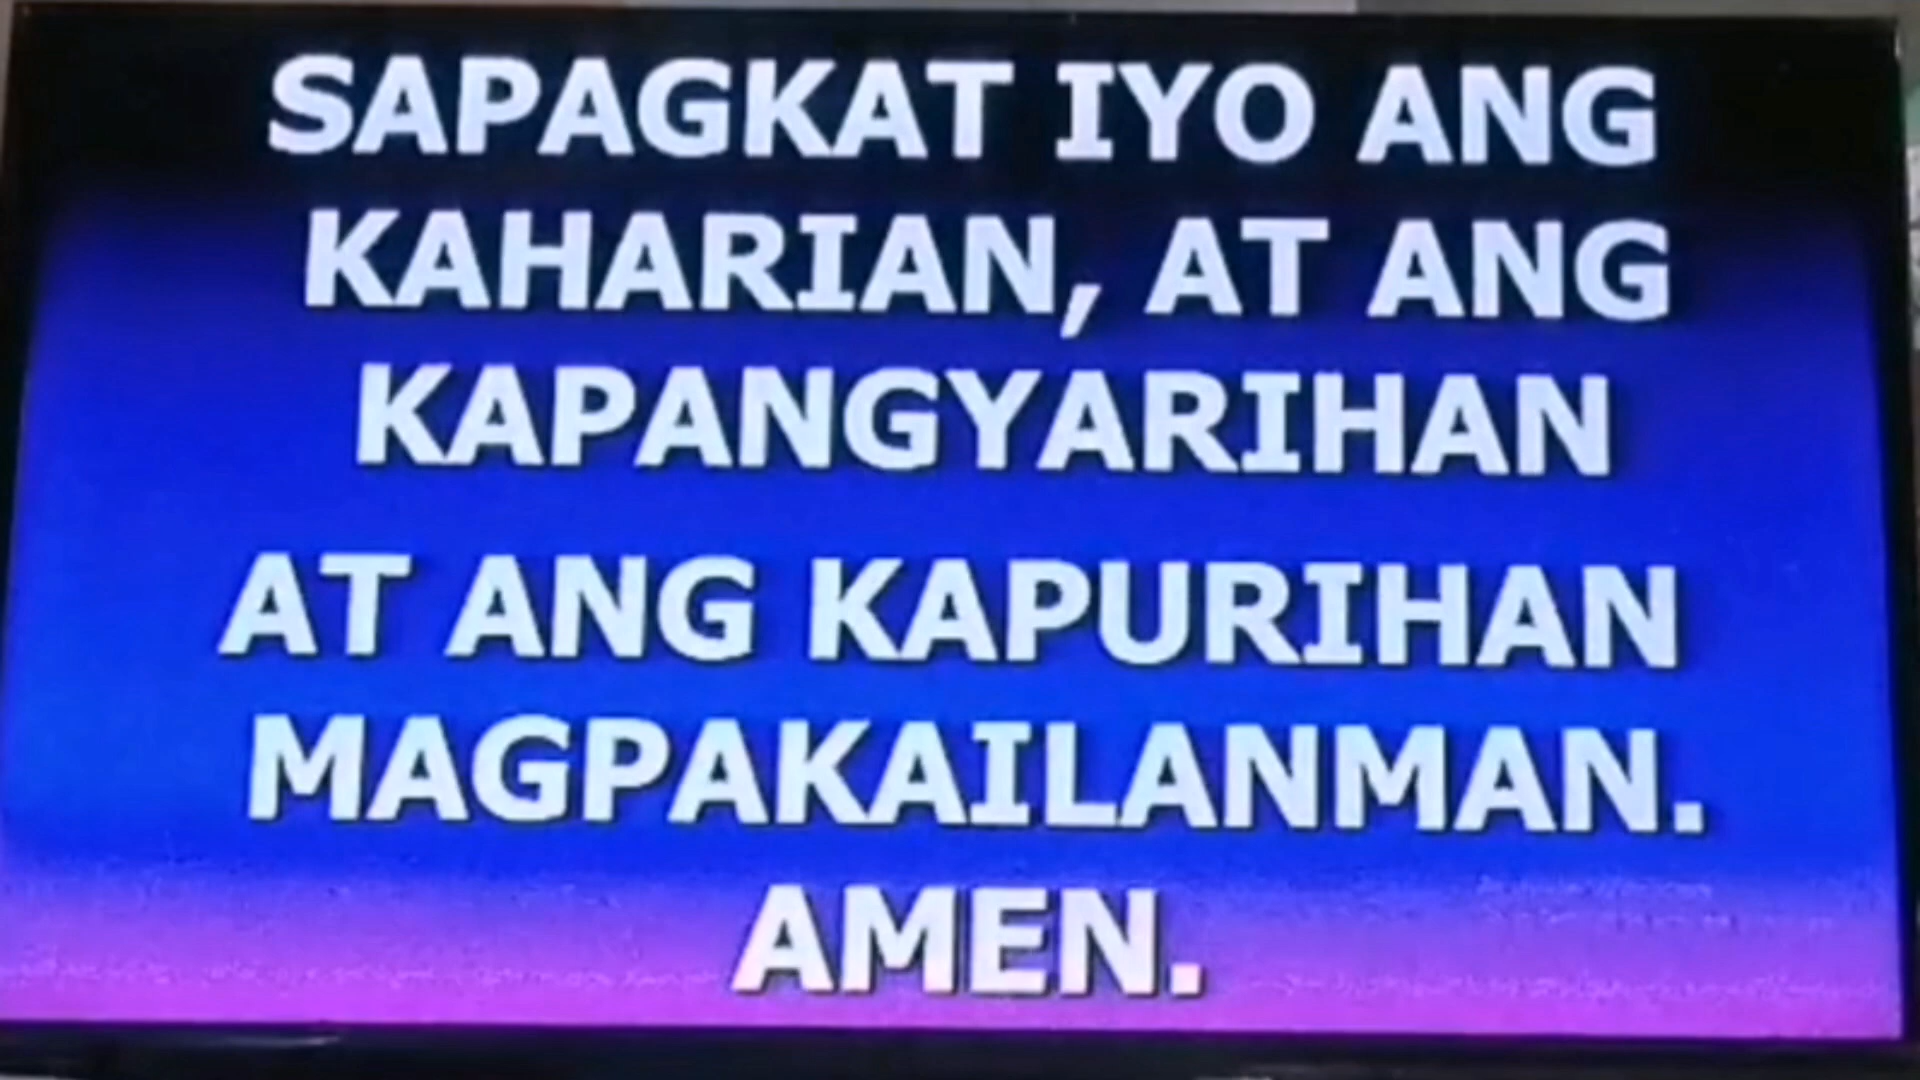 SAPAGKAT IYO ANG
KAHARIAN, AT ANG
KAPANGYARIHAN
AT ANG KAPURIHAN
MAGPAKAILANMAN.
AMEN.